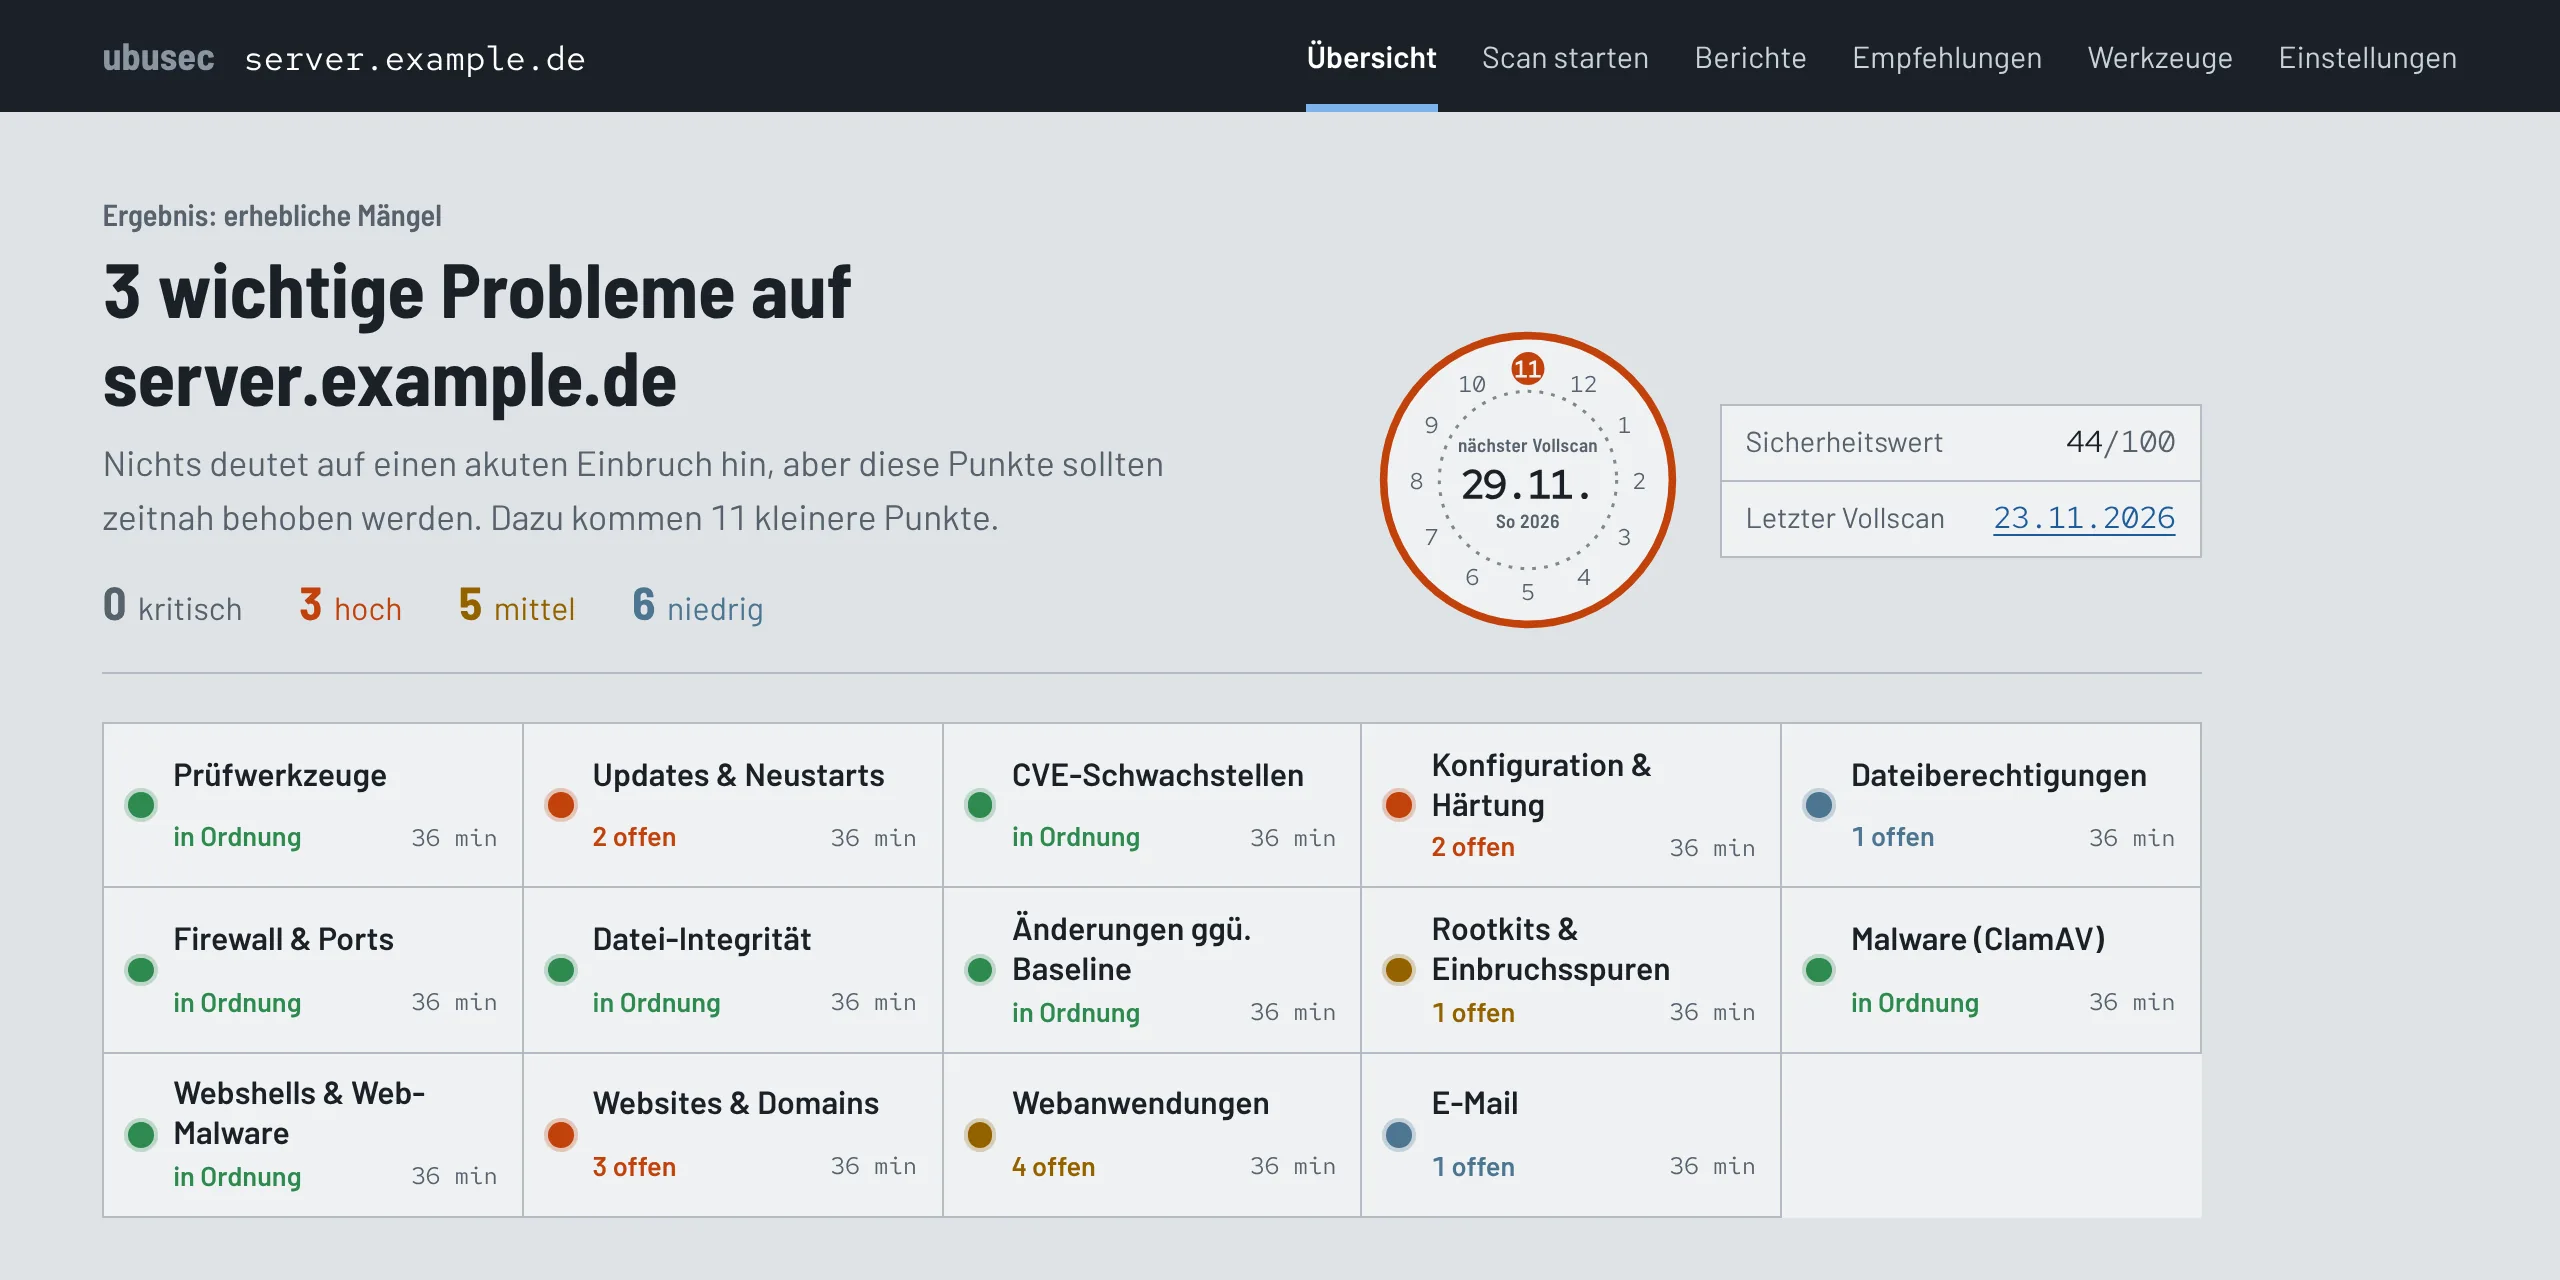 ubusec server.example.de
Übersicht Scan starten Berichte Empfehlungen Werkzeuge Einstellungen
Ergebnis: erhebliche Mängel
3 wichtige Probleme auf
server.example.de
Nichts deutet auf einen akuten Einbruch hin, aber diese Punkte sollten
zeitnah behoben werden. Dazu kommen 11 kleinere Punkte.
0 kritisch 3 hoch 5 mittel 6 niedrig
11
12
1
2
3
4
5
6
7
8
9
10
nächster Vollscan
29.11.
So 2026
Sicherheitswert 44/100
Letzter Vollscan 23.11.2026
Prüfwerkzeuge
in Ordnung 36 min
Updates & Neustarts
2 offen 36 min
CVE-Schwachstellen
in Ordnung 36 min
Konfiguration &
Härtung
2 offen 36 min
Dateiberechtigungen
1 offen 36 min
Firewall & Ports
in Ordnung 36 min
Datei-Integrität
in Ordnung 36 min
Änderungen ggü.
Baseline
in Ordnung 36 min
Rootkits &
Einbruchsspuren
1 offen 36 min
Malware (ClamAV)
in Ordnung 36 min
Webshells & Web-
Malware
in Ordnung 36 min
Websites & Domains
3 offen 36 min
Webanwendungen
4 offen 36 min
E-Mail
1 offen 36 min